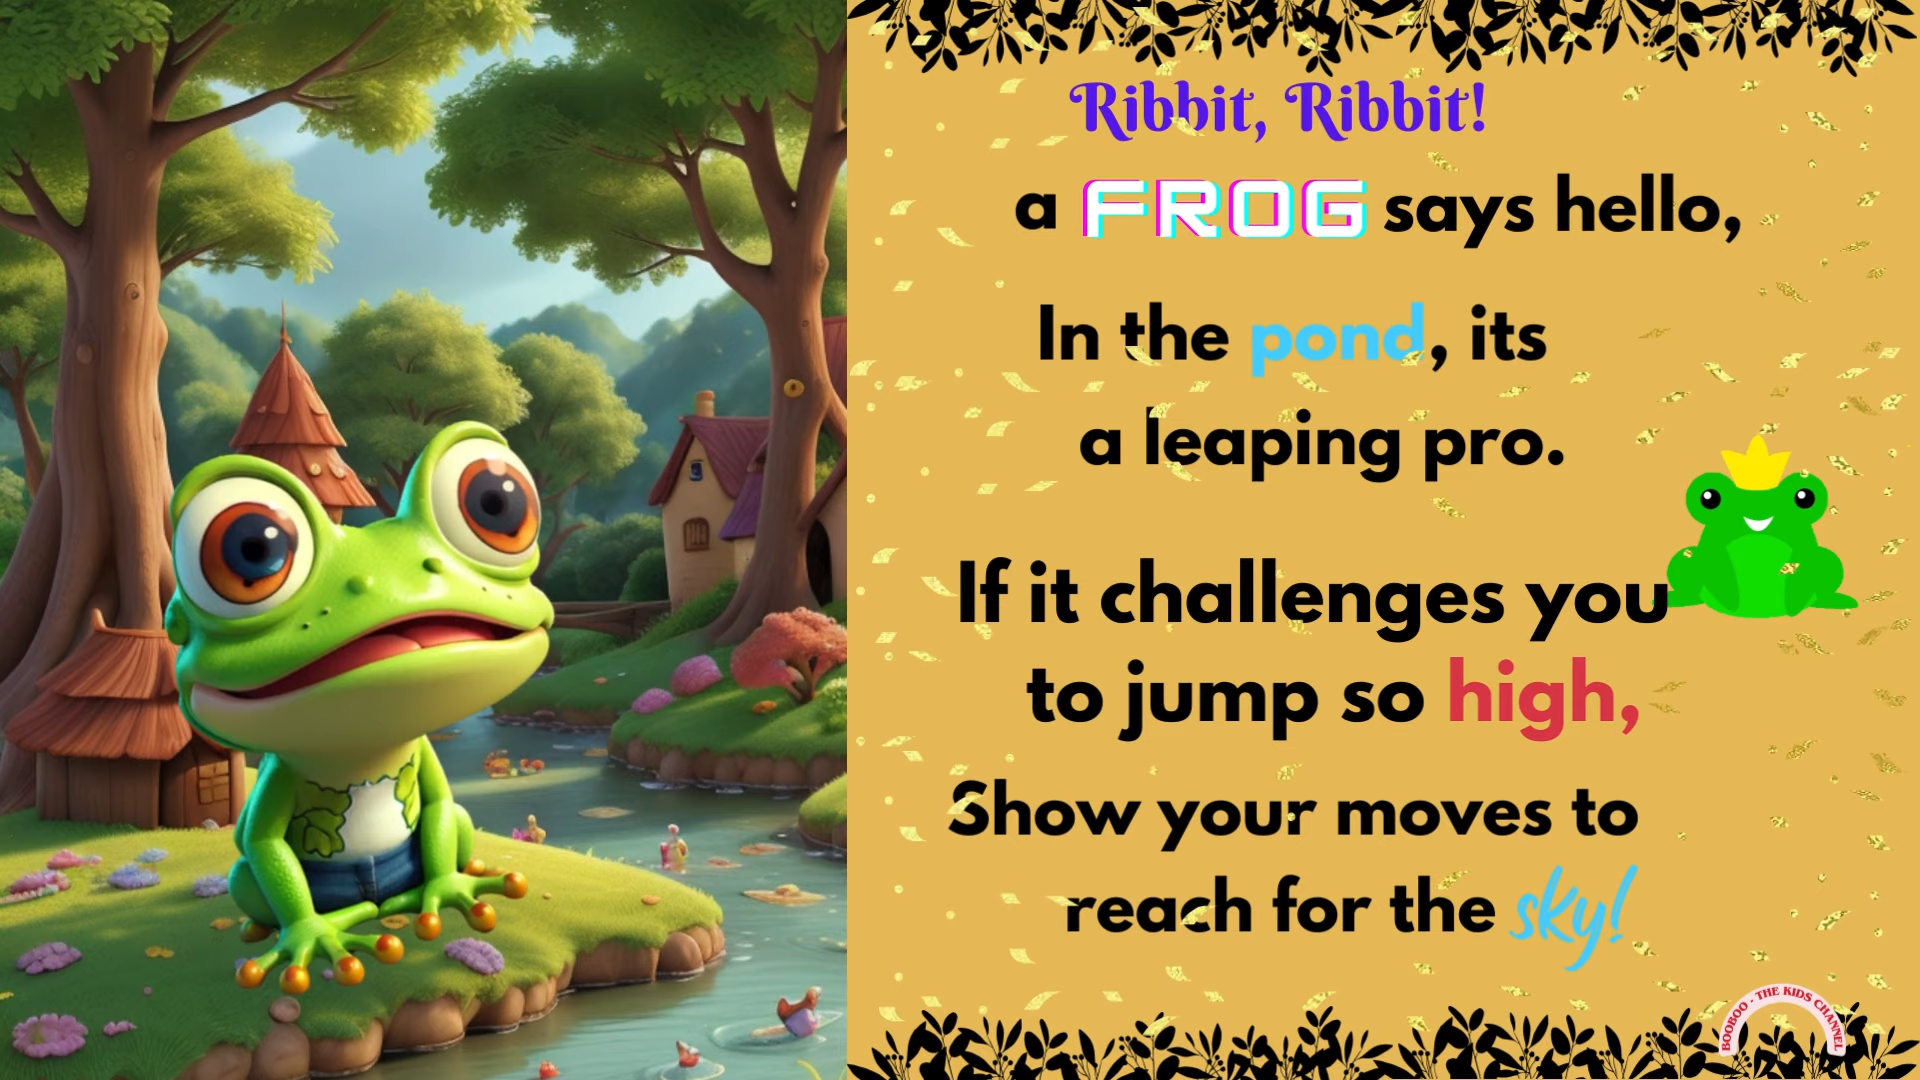 Ribbit, Ribbit!
a FROG says hello,
In the pond, its
a leaping pro.
If it challenges you
to jump so high,
Show your moves to
reach for the sky!
BOOBOO - THE KIDS CHANNEL